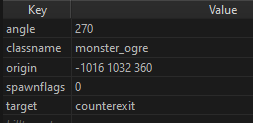 Key Value
angle 270
classname monster_ogre
origin -1016 1032 360
spawnflags 0
target counterexit